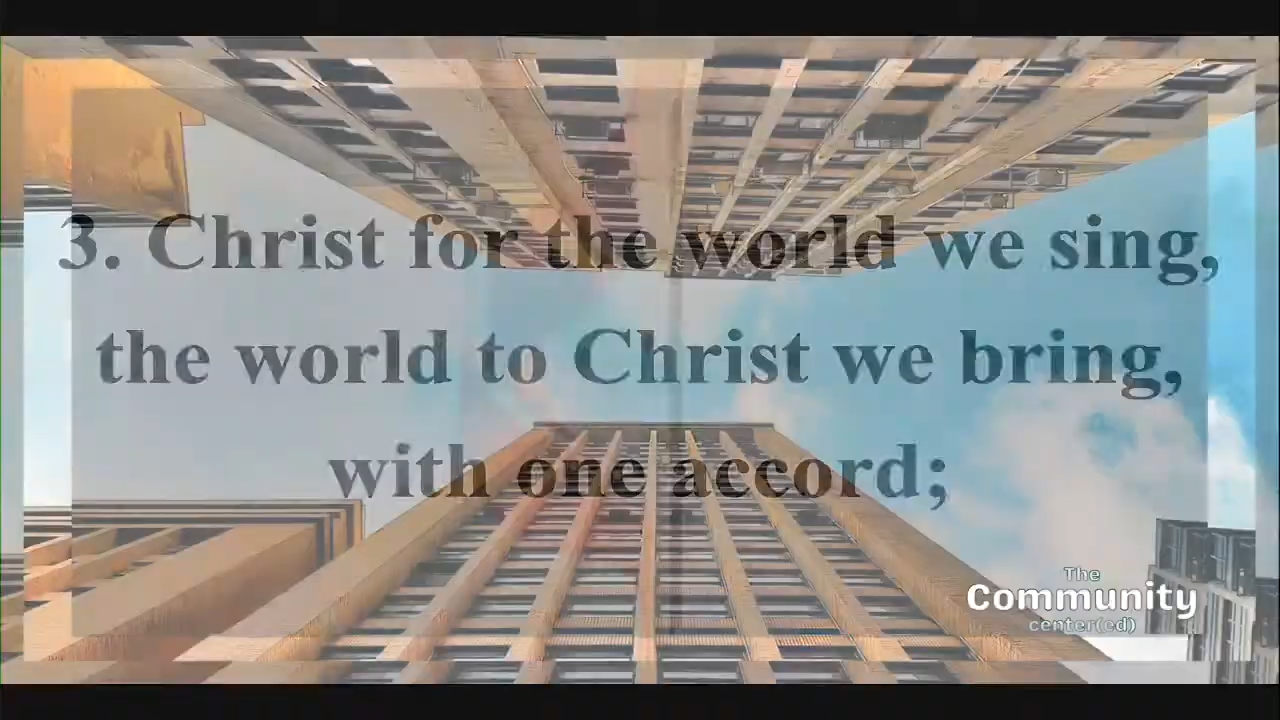 3. Christ for the world we sing,
the world to Christ we bring,
with one accord;
The
Community
center(ed)